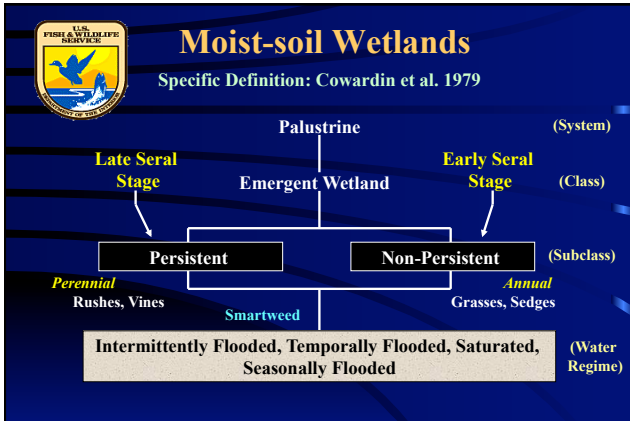 U.S.
FISH & WILDLIFE
SERVICE
DEPARTMENT OF THE INTERIOR
Moist-soil Wetlands
Specific Definition: Cowardin et al. 1979
Palustrine
(System)
Late Seral
Stage
Early Seral
Stage
Emergent Wetland
(Class)
Persistent
Non-Persistent
(Subclass)
Perennial
Annual
Rushes, Vines
Grasses, Sedges
Smartweed
Intermittently Flooded, Temporally Flooded, Saturated,
Seasonally Flooded
(Water
Regime)